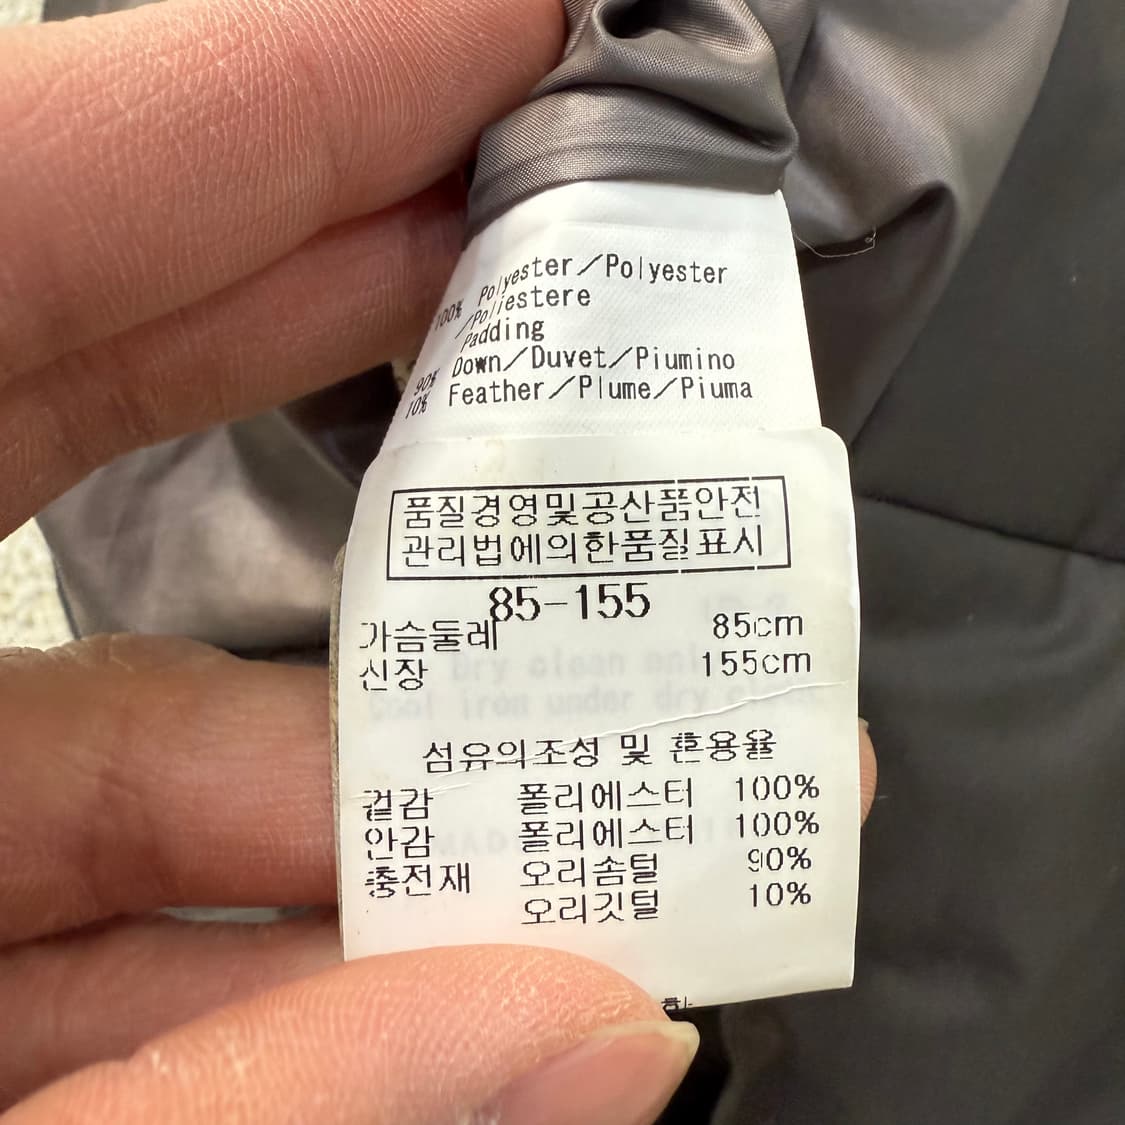 100% Polyester/Polyester
/Poliestere
Padding
90% Down/Duvet/Piumino
10% Feather/Plume/Piuma
품질경영및공산품안전
관리법에의한품질표시
85-155
가슴둘레 85cm
신장 155cm
섬유의조성 및 혼용율
겉감 폴리에스터 100%
안감 폴리에스터 100%
충전재 오리솜털 90%
오리깃털 10%